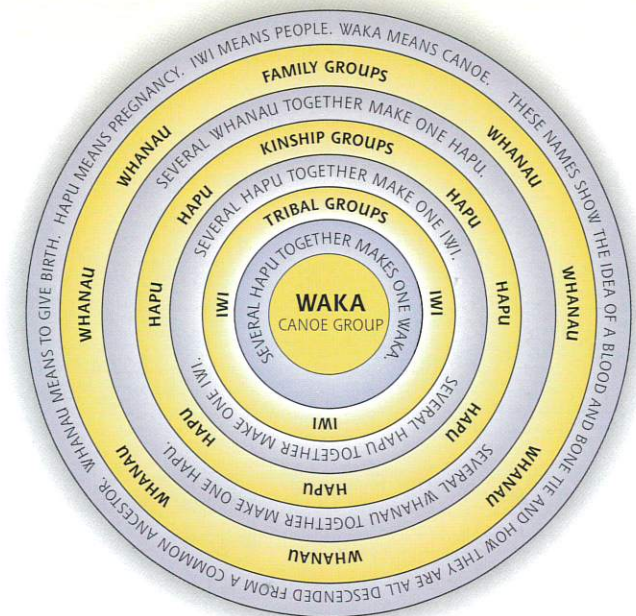 WHANAU MEANS TO GIVE BIRTH. HAPU MEANS PREGNANCY. IWI MEANS PEOPLE. WAKA MEANS CANOE. THESE NAMES SHOW THE IDEA OF A BLOOD AND BONE TIE AND HOW THEY ARE ALL DESCENDED FROM A COMMON ANCESTOR.
FAMILY GROUPS
WHANAU
WHANAU
WHANAU
WHANAU
WHANAU
WHANAU
WHANAU
SEVERAL WHANAU TOGETHER MAKE ONE HAPU.
SEVERAL WHANAU TOGETHER MAKE ONE HAPU.
KINSHIP GROUPS
HAPU
HAPU
HAPU
HAPU
HAPU
HAPU
HAPU
SEVERAL HAPU TOGETHER MAKE ONE IWI.
SEVERAL HAPU TOGETHER MAKE ONE IWI.
TRIBAL GROUPS
IWI
IWI
IWI
SEVERAL HAPU TOGETHER MAKES ONE WAKA.
WAKA
CANOE GROUP